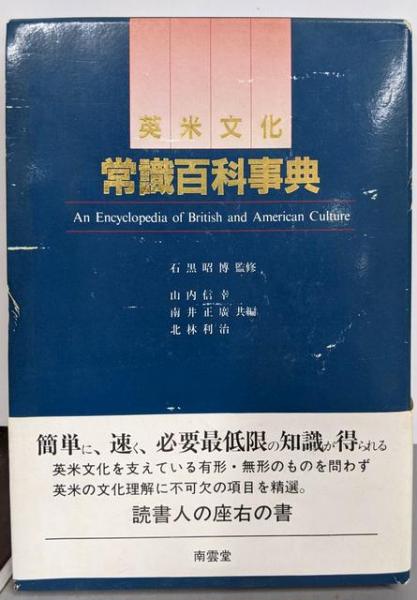 英米文化
常識百科事典
An Encyclopedia of British and American Culture
石黒昭博監修
山内信幸
南井正廣共編
北林利治
簡単に、速く、必要最低限の知識が得られる
英米文化を支えている有形・無形のものを問わず
英米の文化理解に不可欠の項目を精選。
読書人の座右の書
南雲堂